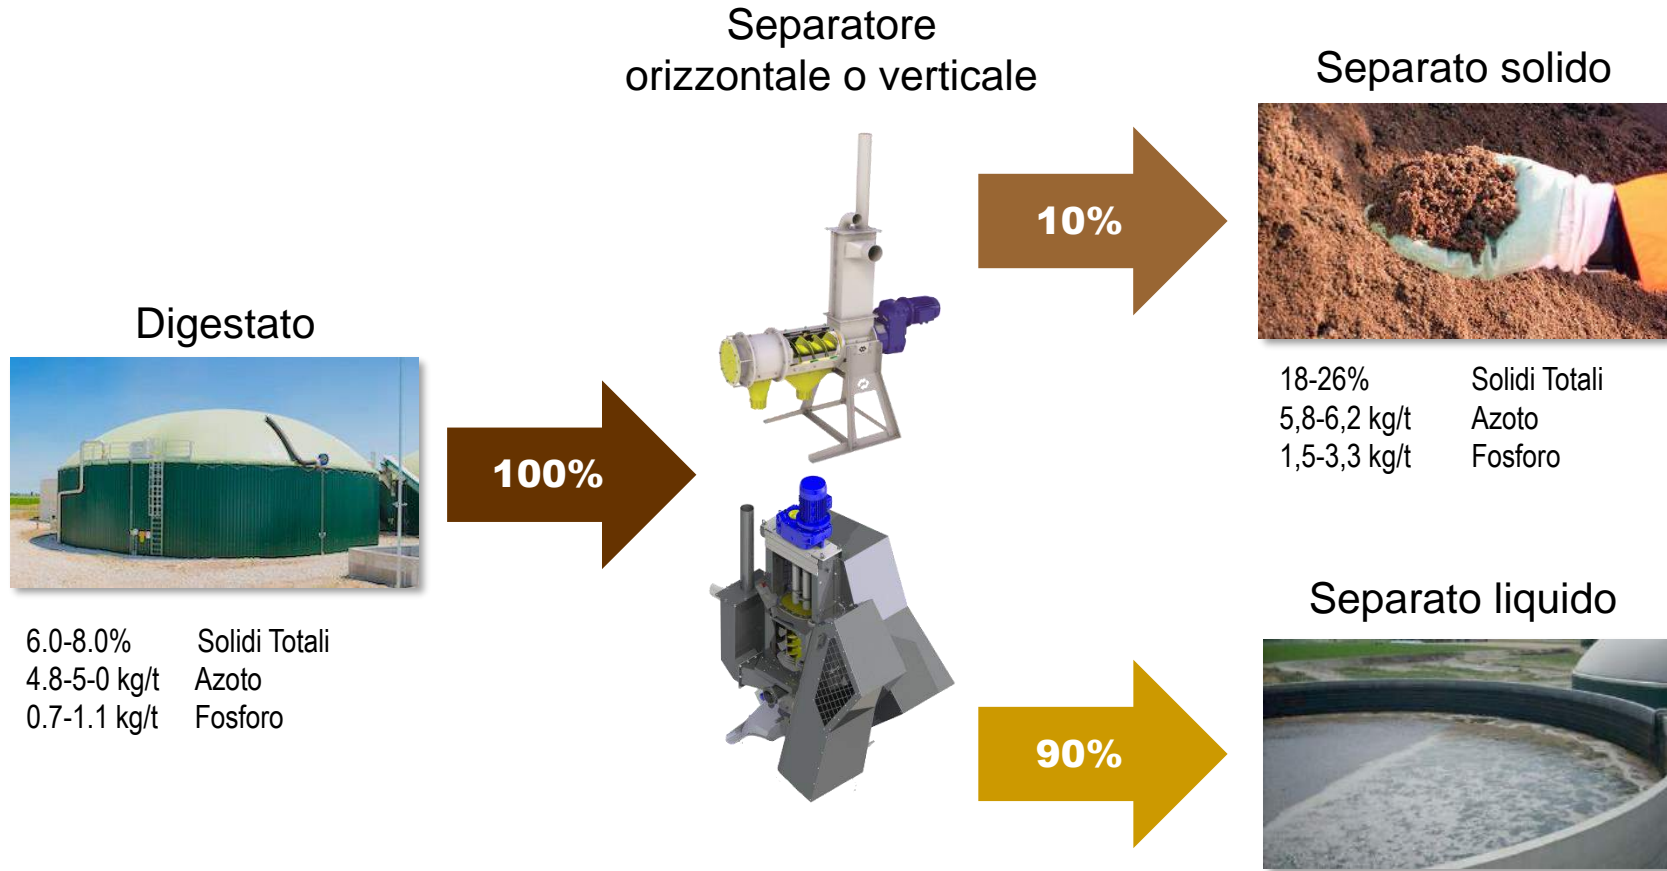 Separatore
orizzontale o verticale
Separato solido
10%
Digestato
18-26% Solidi Totali
5,8-6,2 kg/t Azoto
1,5-3,3 kg/t Fosforo
100%
Separato liquido
6.0-8.0% Solidi Totali
4.8-5-0 kg/t Azoto
0.7-1.1 kg/t Fosforo
90%